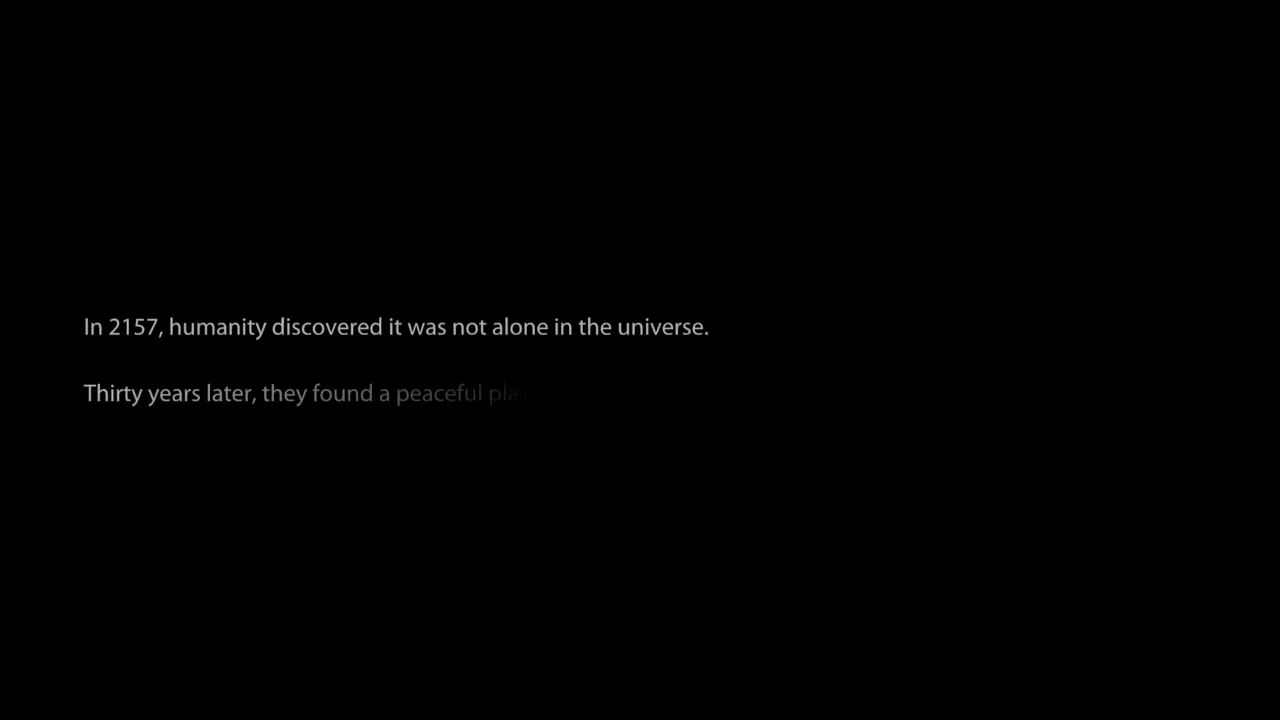 In 2157, humanity discovered it was not alone in the universe.
Thirty years later, they found a peaceful